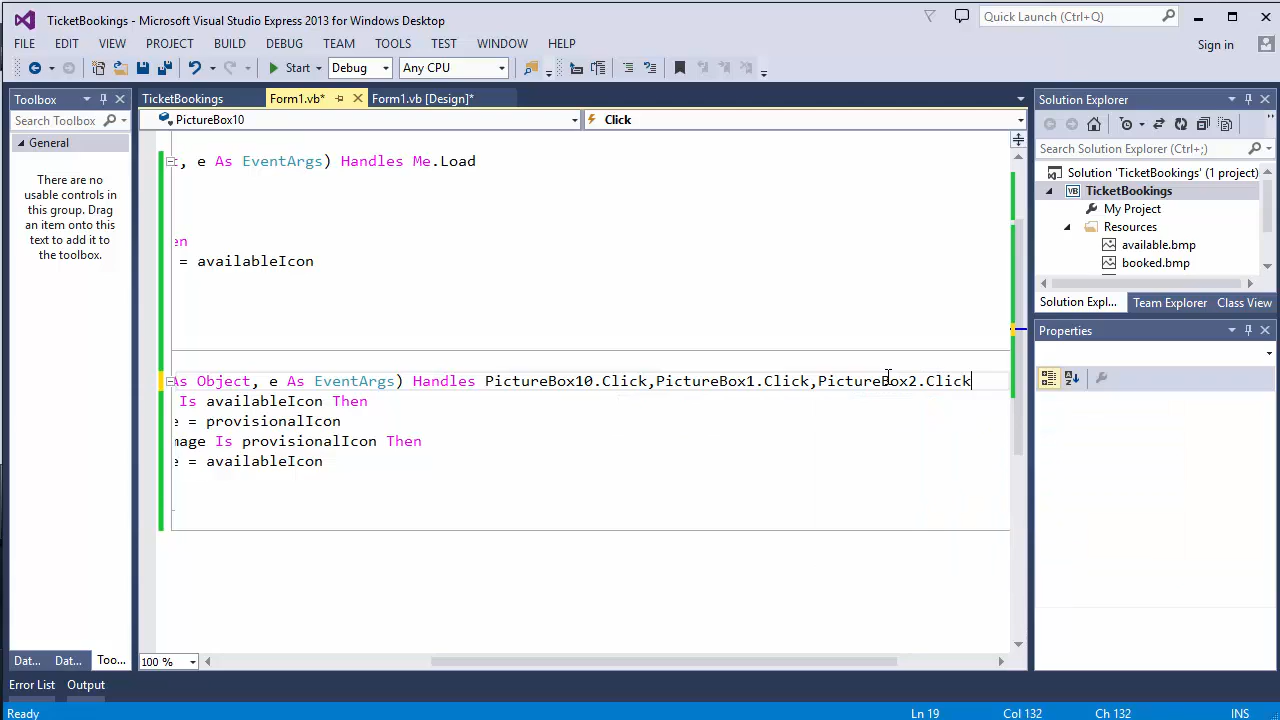 TicketBookings - Microsoft Visual Studio Express 2013 for Windows Desktop
Quick Launch (Ctrl+Q)
FILE EDIT VIEW PROJECT BUILD DEBUG TEAM TOOLS TEST WINDOW HELP
Sign in
Start Debug Any CPU
Toolbox
Search Toolbox
General
There are no
usable controls in
this group. Drag
an item onto this
text to add it to
the toolbox.
Dat... Dat... Too...
TicketBookings Form1.vb* Form1.vb [Design]*
PictureBox10 Click
, e As EventArgs) Handles Me.Load
en
= availableIcon
As Object, e As EventArgs) Handles PictureBox10.Click,PictureBox1.Click,PictureBox2.Click
Is availableIcon Then
e = provisionalIcon
mage Is provisionalIcon Then
e = availableIcon
100 %
Solution Explorer
Search Solution Explorer (Ctrl+;)
Solution 'TicketBookings' (1 project)
VB TicketBookings
My Project
Resources
available.bmp
booked.bmp
Solution Expl... Team Explorer Class View
Properties
Error List Output
Ready Ln 19 Col 132 Ch 132 INS